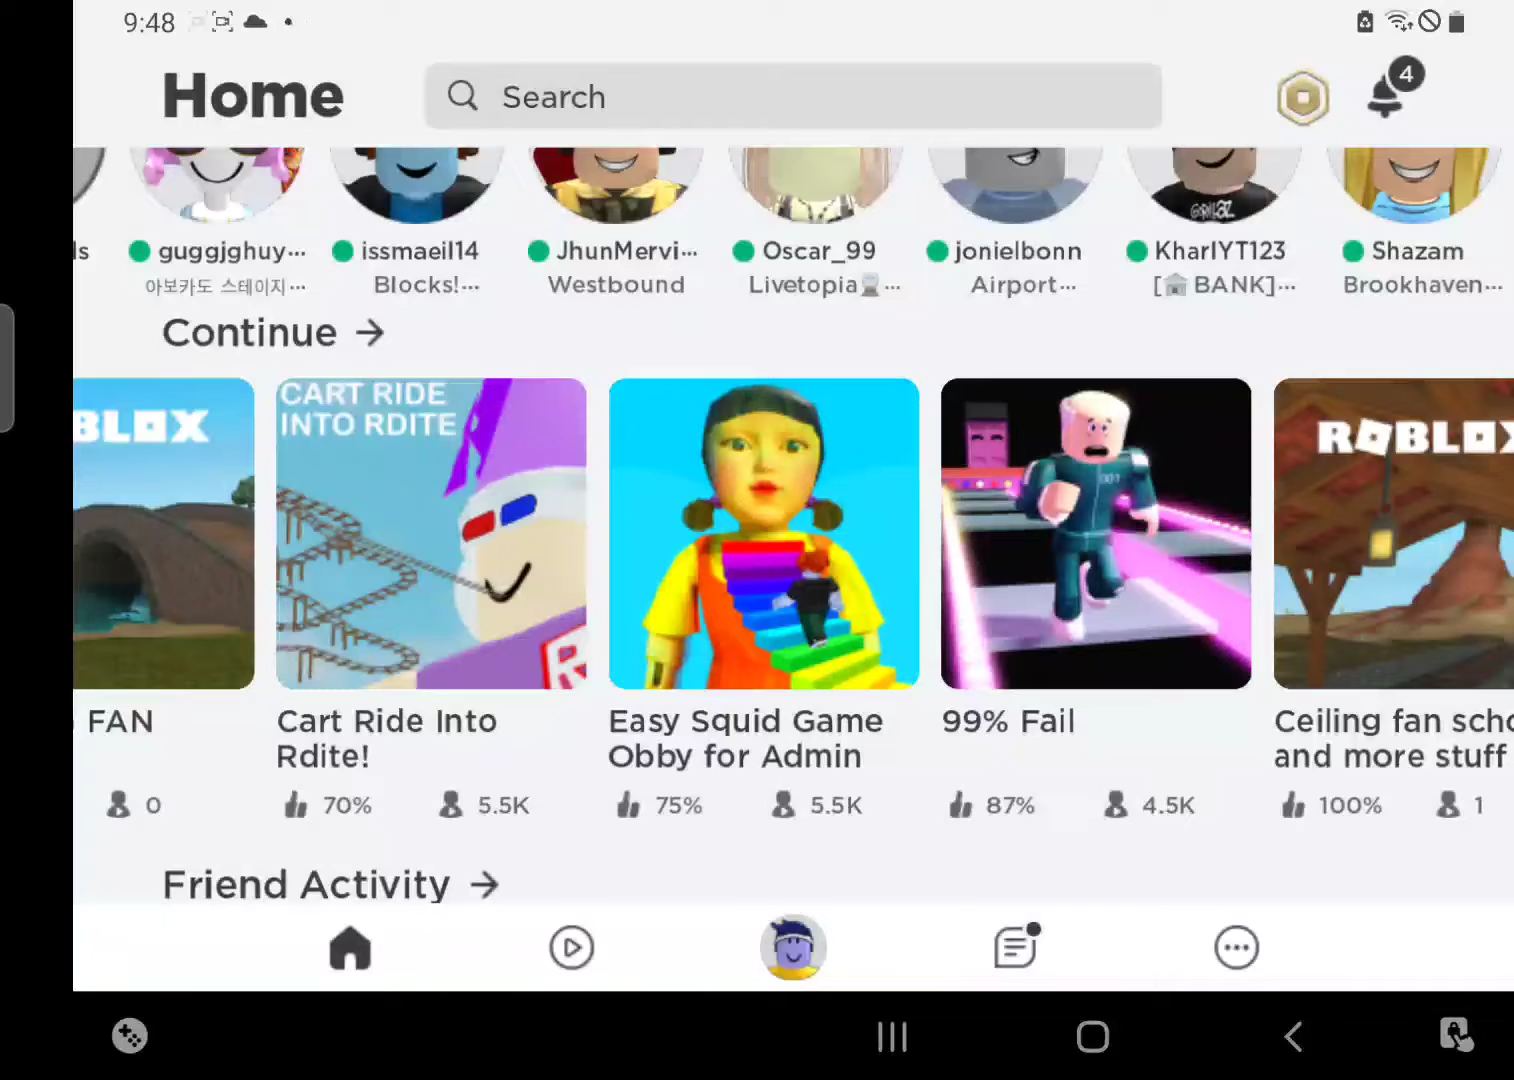 9:48
Home
Search
4
ls
guggjghuy...
issmaeil14
JhunMervi...
Oscar_99
jonielbonn
KharlYT123
Shazam
아보카도 스테이지...
Blocks!...
Westbound
Livetopia...
Airport...
[BANK]...
Brookhaven...
Continue →
BLOX
CART RIDE
INTO RDITE
ROBLOX
FAN
Cart Ride Into
Rdite!
Easy Squid Game
Obby for Admin
99% Fail
Ceiling fan scho
and more stuff
0
70%
5.5K
75%
5.5K
87%
4.5K
100%
1
Friend Activity →